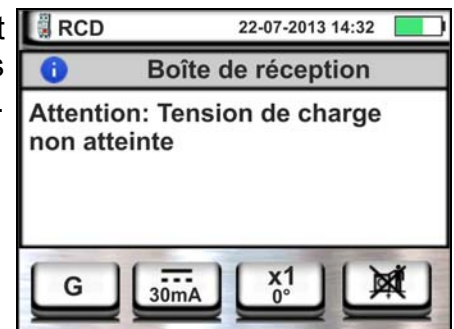 t
s
-
RCD 22-07-2013 14:32
i Boîte de réception
Attention: Tension de charge
non atteinte
G 30mA x1 0°